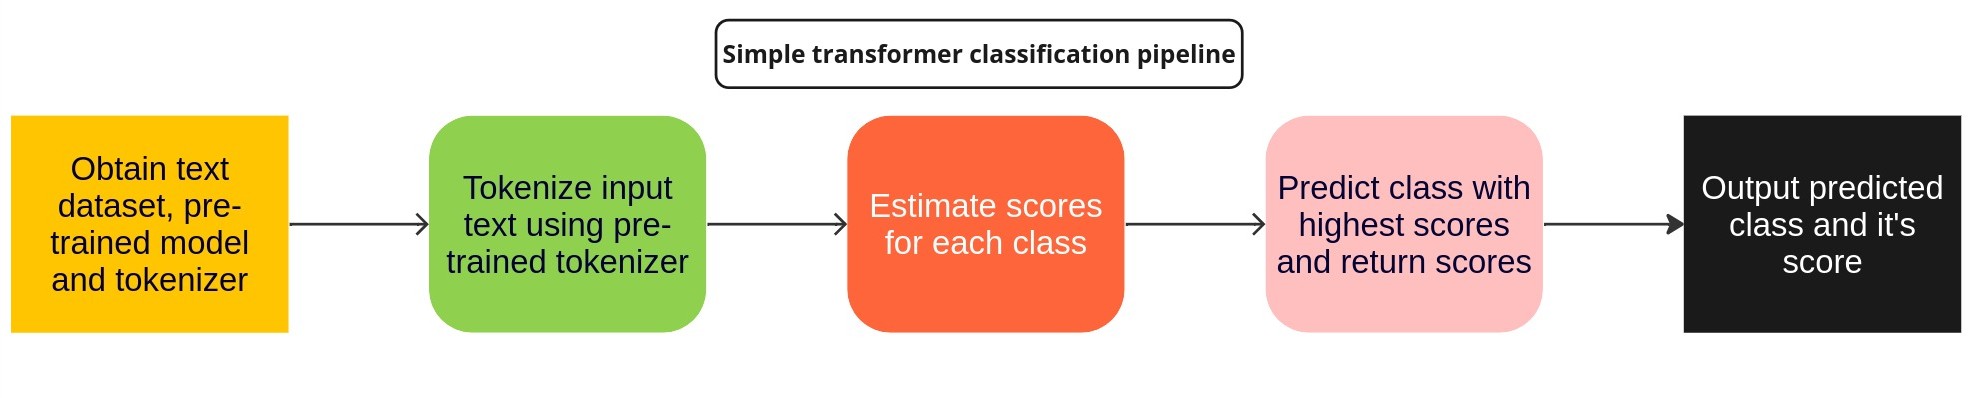 Simple transformer classification pipeline
Obtain text
dataset, pre-
trained model
and tokenizer
Tokenize input
text using pre-
trained tokenizer
Estimate scores
for each class
Predict class with
highest scores
and return scores
Output predicted
class and it's
score